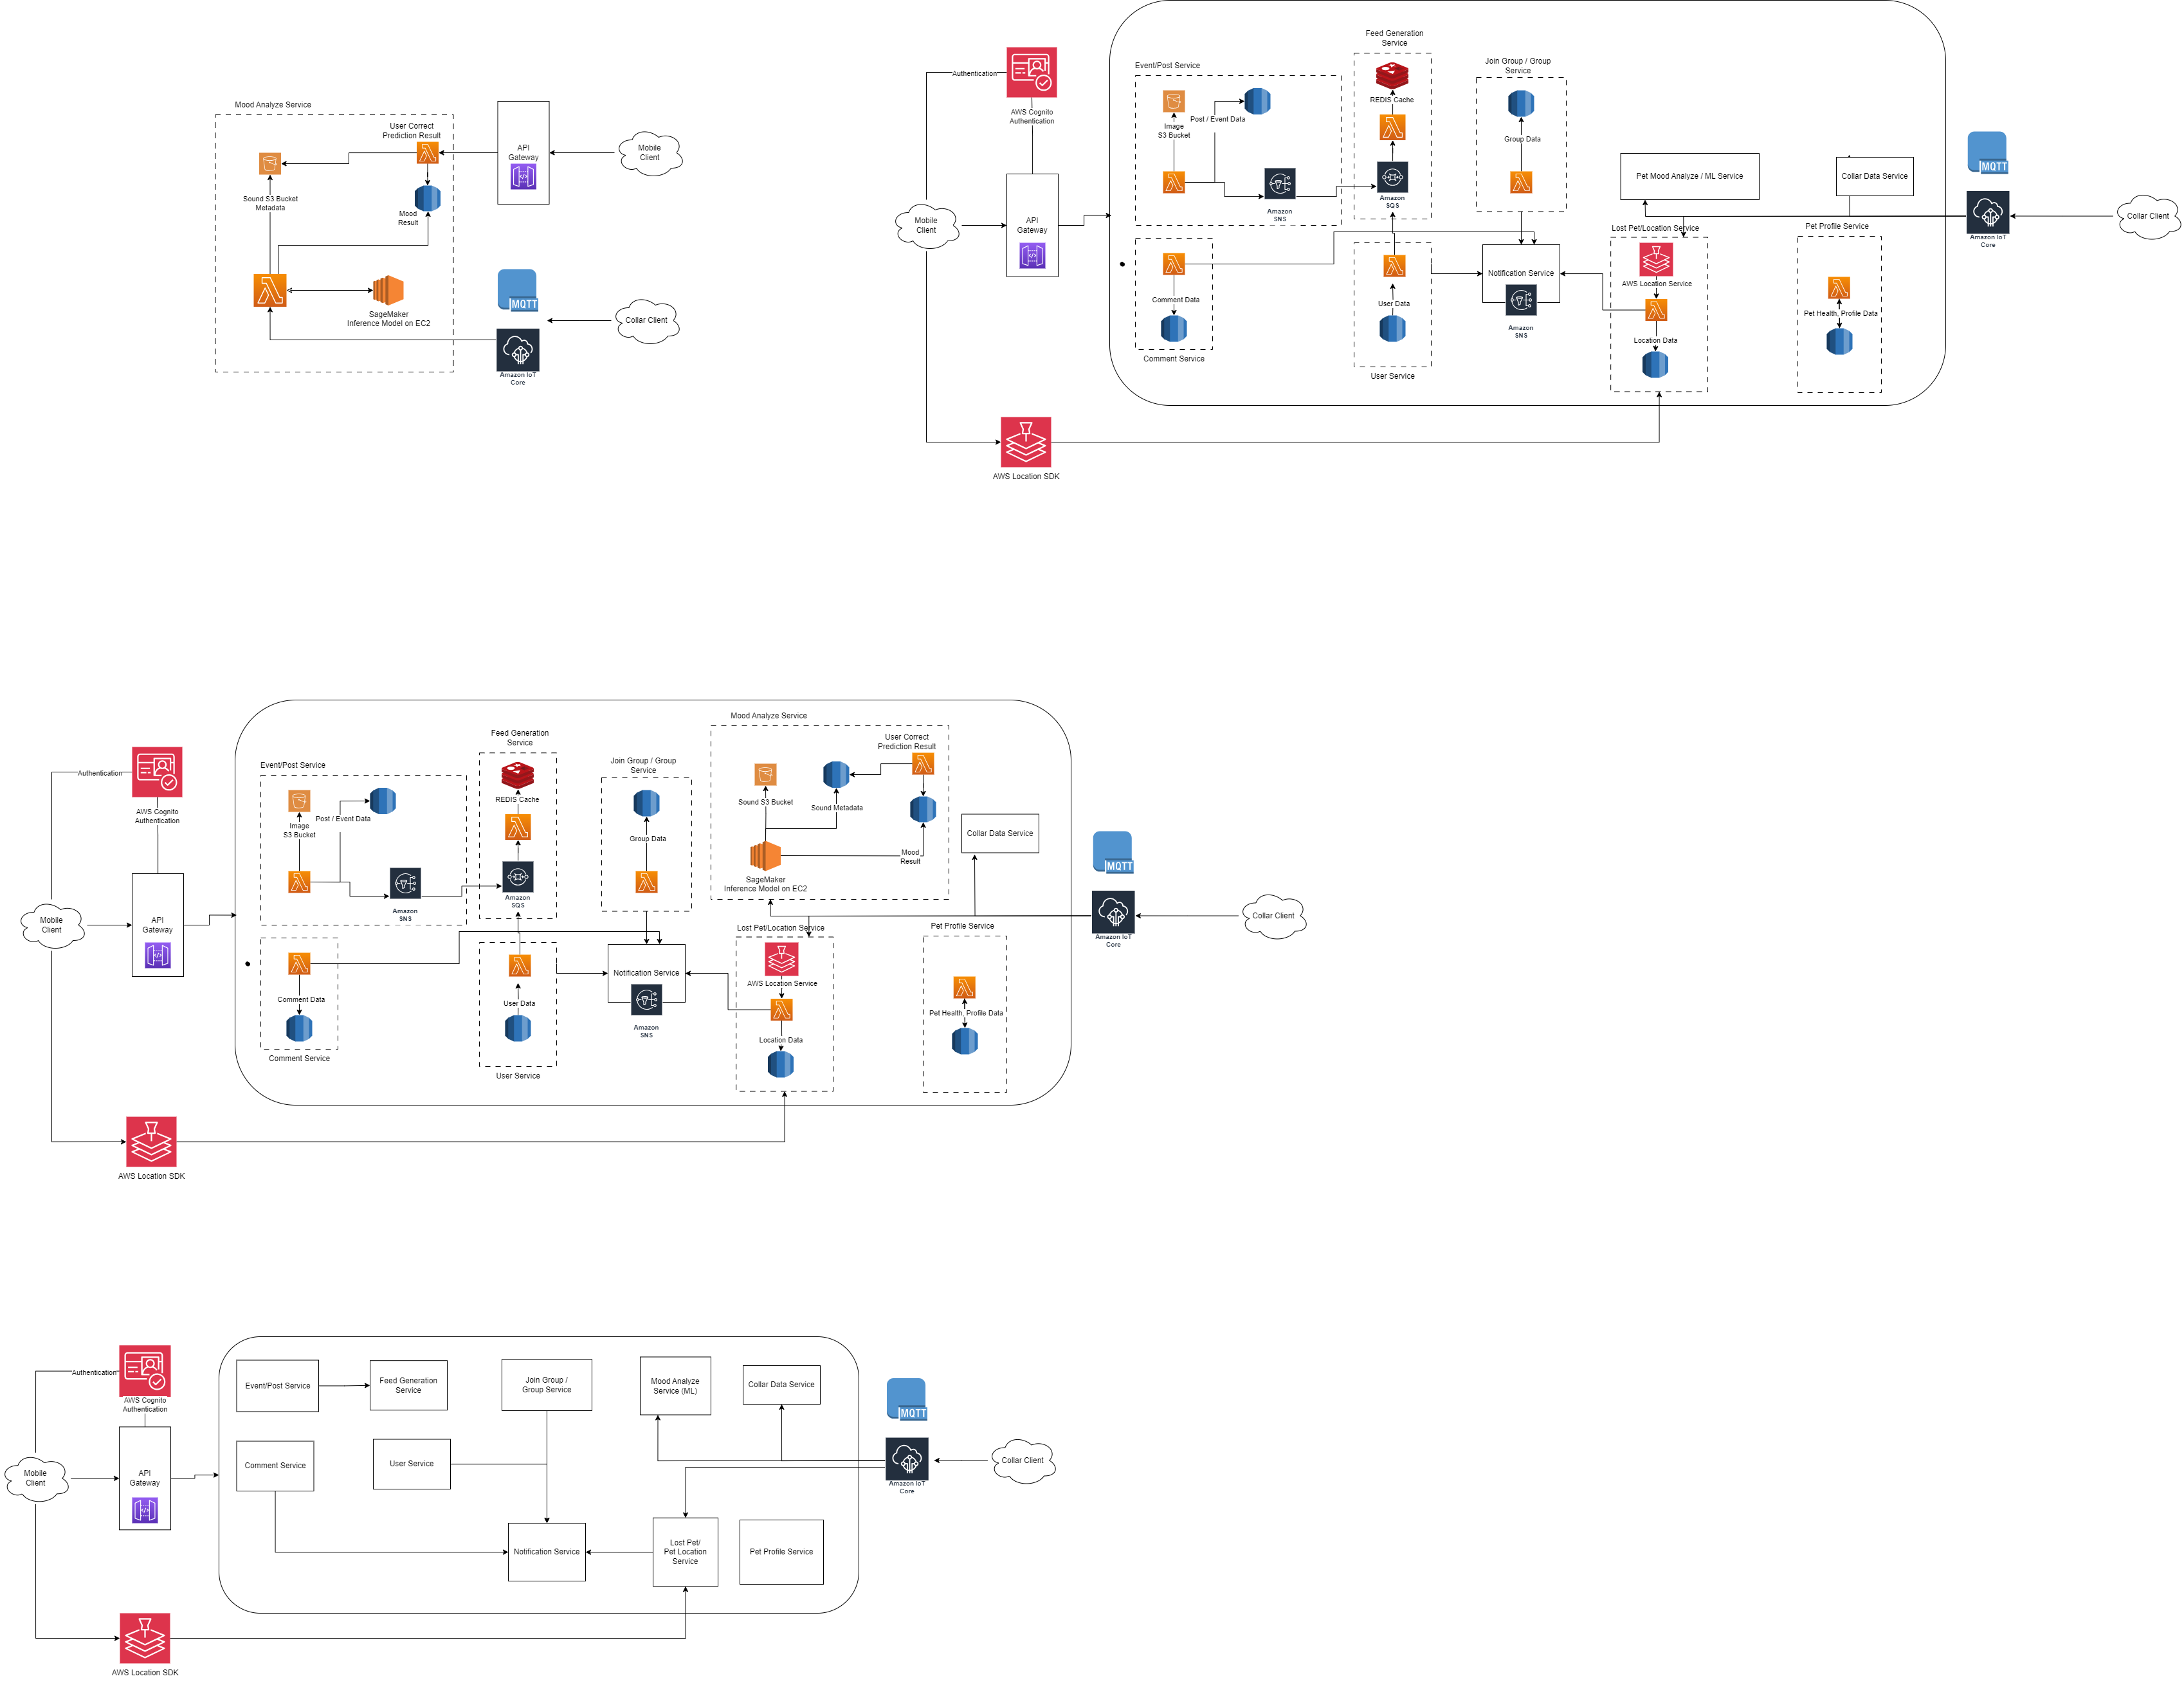 Mood Analyze Service
User Correct
Prediction Result
Sound S3 Bucket
Metadata
Mood
Result
SageMaker
Inference Model on EC2
API
Gateway
Mobile
Client
MQTT
Collar Client
Amazon IoT
Core
Authentication
AWS Cognito
Authentication
Mobile
Client
API
Gateway
AWS Location SDK
Event/Post Service
Image
S3 Bucket
Post / Event Data
Amazon
SNS
Feed Generation
Service
REDIS Cache
Amazon
SQS
Join Group / Group
Service
Group Data
Pet Mood Analyze / ML Service
Collar Data Service
Comment Data
Comment Service
User Data
User Service
Notification Service
Amazon
SNS
Lost Pet/Location Service
AWS Location Service
Location Data
Pet Profile Service
Pet Health, Profile Data
MQTT
Amazon IoT
Core
Collar Client
Authentication
AWS Cognito
Authentication
Mobile
Client
API
Gateway
AWS Location SDK
Event/Post Service
Image
S3 Bucket
Post / Event Data
Amazon
SNS
Feed Generation
Service
REDIS Cache
Amazon
SQS
Join Group / Group
Service
Group Data
Mood Analyze Service
User Correct
Prediction Result
Sound S3 Bucket
Sound Metadata
Mood
Result
SageMaker
Inference Model on EC2
Collar Data Service
Comment Data
Comment Service
User Data
User Service
Notification Service
Amazon
SNS
Lost Pet/Location Service
AWS Location Service
Location Data
Pet Profile Service
Pet Health, Profile Data
MQTT
Amazon IoT
Core
Collar Client
Authentication
AWS Cognito
Authentication
Mobile
Client
API
Gateway
AWS Location SDK
Event/Post Service
Feed Generation
Service
Join Group /
Group Service
Mood Analyze
Service (ML)
Collar Data Service
Comment Service
User Service
Notification Service
Lost Pet/
Pet Location
Service
Pet Profile Service
MQTT
Amazon IoT
Core
Collar Client